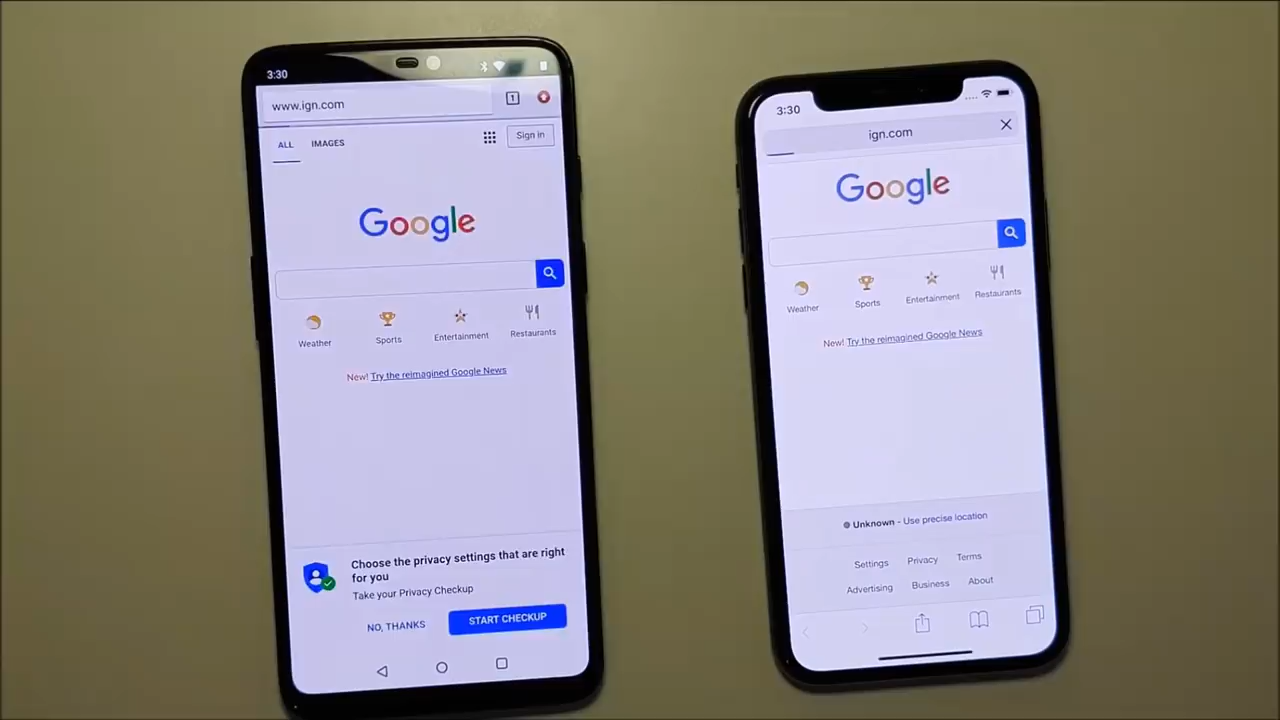 3:30
www.ign.com
1
ALL IMAGES
Sign in
Google
Weather Sports Entertainment Restaurants
New! Try the reimagined Google News
Choose the privacy settings that are right
for you
Take your Privacy Checkup
NO, THANKS START CHECKUP
3:30
ign.com
Google
Weather Sports Entertainment Restaurants
New! Try the reimagined Google News
Unknown - Use precise location
Settings Privacy Terms
Advertising Business About